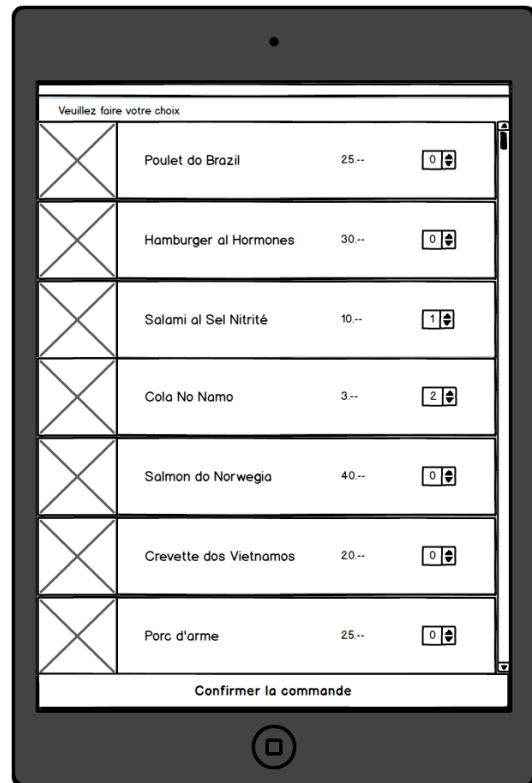 Veuillez faire votre choix
Poulet do Brazil 25.-- 0
Hamburger al Hormones 30.-- 0
Salami al Sel Nitrité 10.-- 1
Cola No Namo 3.-- 2
Salmon do Norwegia 40.-- 0
Crevette dos Vietnamos 20.-- 0
Porc d'arme 25.-- 0
Confirmer la commande